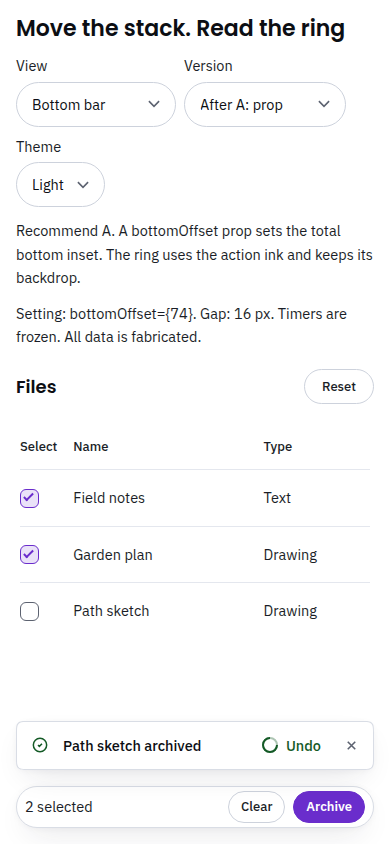 Move the stack. Read the ring
View
Version
Bottom bar
After A: prop
Theme
Light
Recommend A. A bottomOffset prop sets the total
bottom inset. The ring uses the action ink and keeps its
backdrop.
Setting: bottomOffset={74}. Gap: 16 px. Timers are
frozen. All data is fabricated.
Files
Reset
Select Name Type
Field notes Text
Garden plan Drawing
Path sketch Drawing
Path sketch archived Undo
2 selected Clear Archive